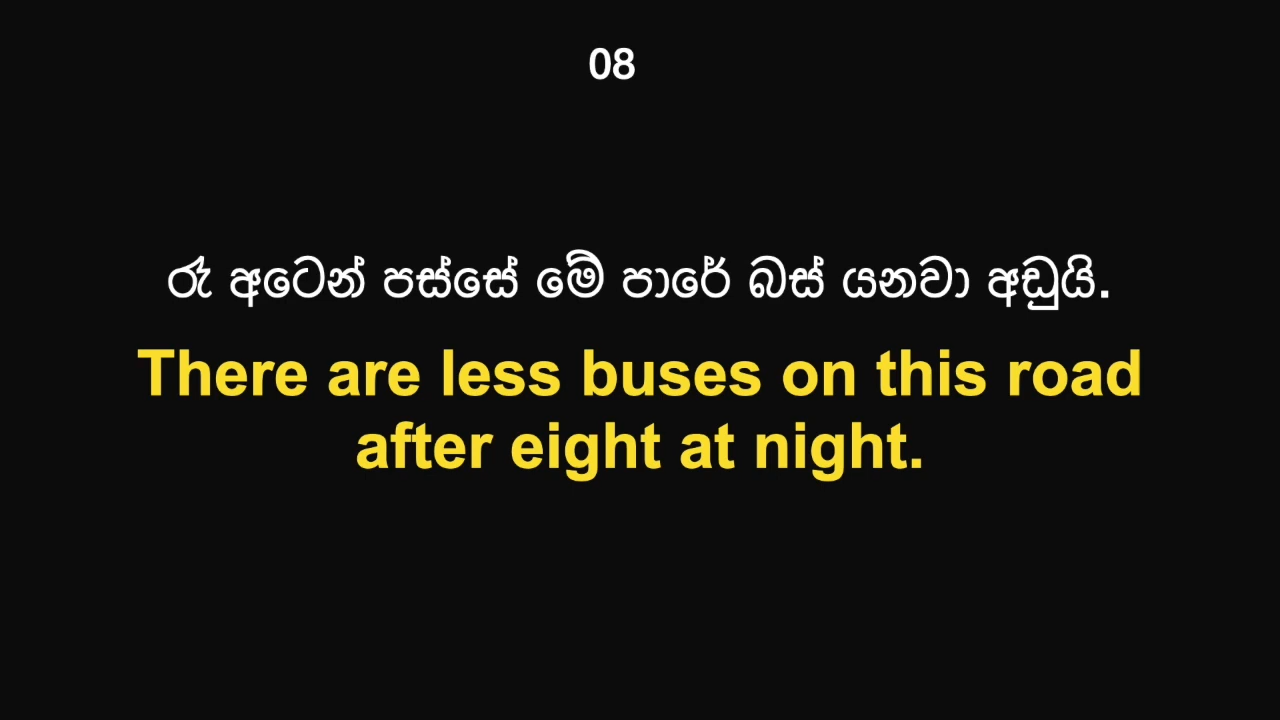 08
රෑ අටෙන් පස්සේ මේ පාරේ බස් යනවා අඩුයි.
There are less buses on this road
after eight at night.